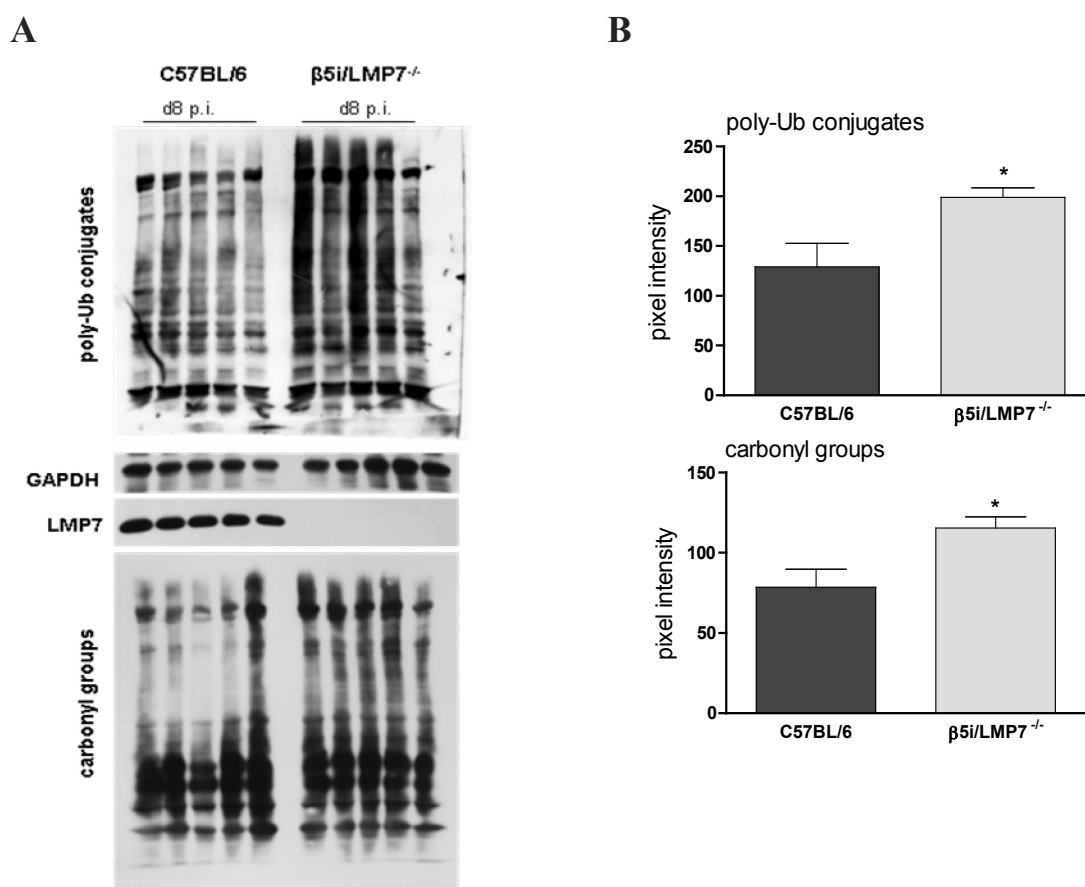 A
C57BL/6 β5i/LMP7-/-
d8 p.i. d8 p.i.
poly-Ub conjugates
GAPDH
LMP7
carbonyl groups
B
poly-Ub conjugates
pixel intensity
250
200
150
100
50
0
*
C57BL/6 β5i/LMP7 -/-
carbonyl groups
pixel intensity
150
100
50
0
*
C57BL/6 β5i/LMP7 -/-